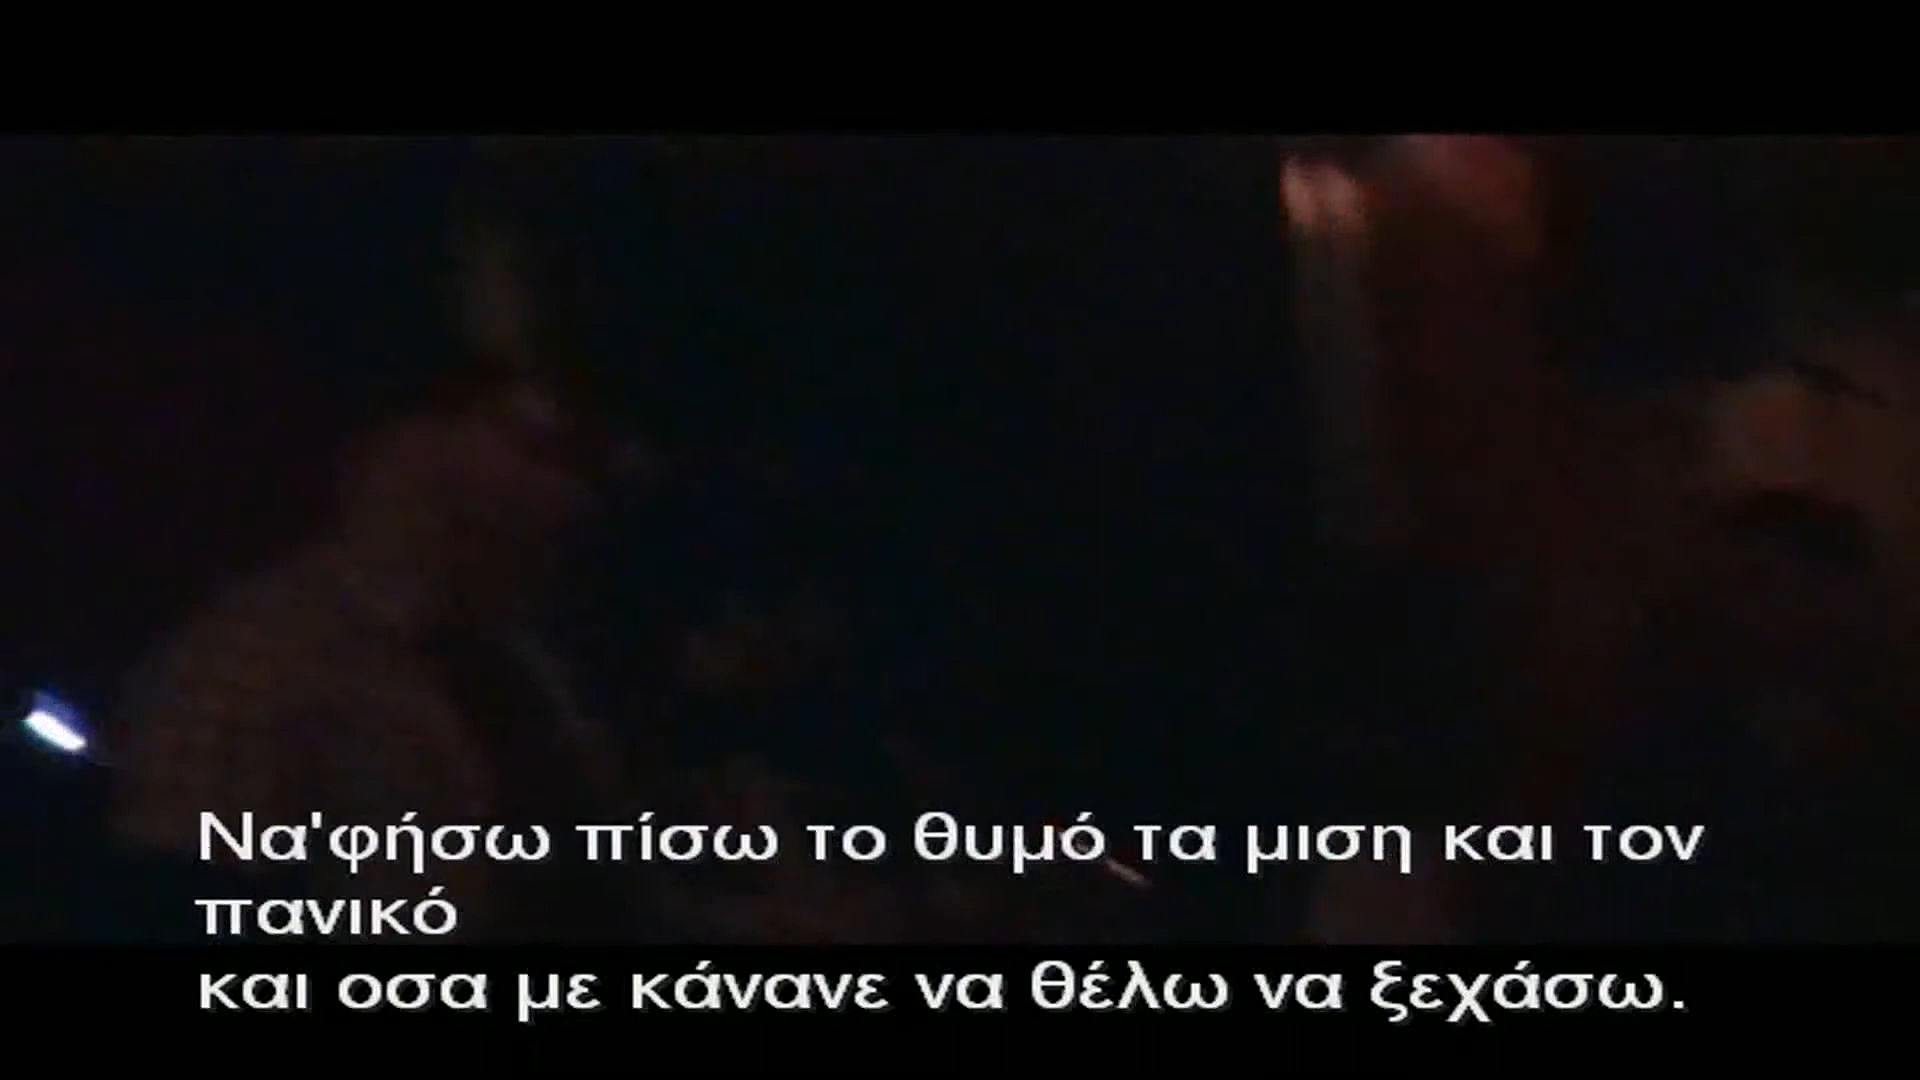 Να'φήσω πίσω το θυμό τα μιση και τον
πανικό
και οσα με κάνανε να θέλω να ξεχάσω.